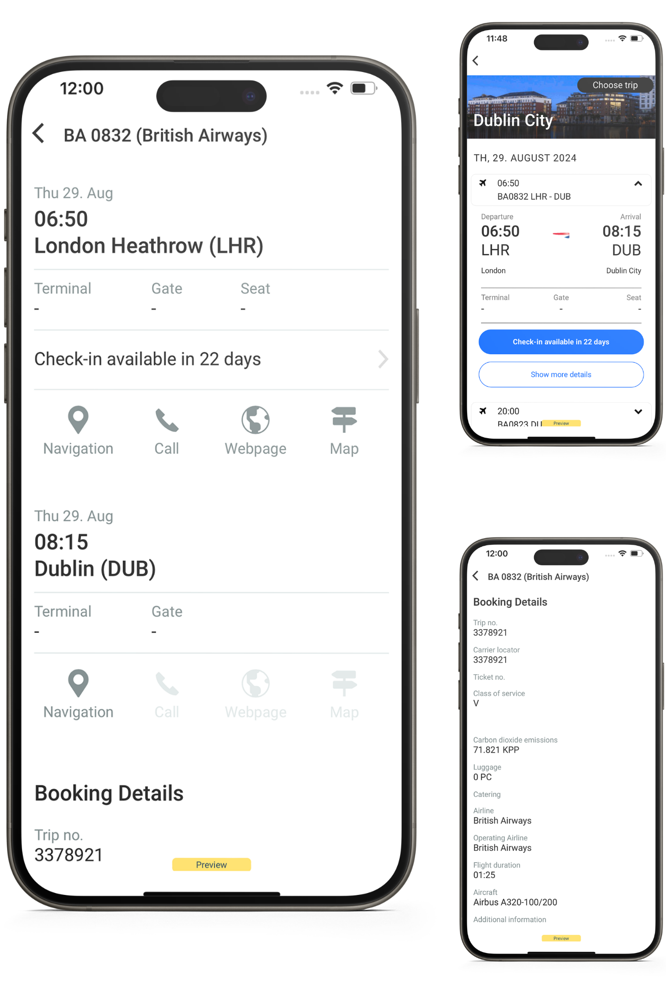 12:00
BA 0832 (British Airways)
Thu 29. Aug
06:50
London Heathrow (LHR)
Terminal Gate Seat
- - -
Check-in available in 22 days
Navigation Call Webpage Map
Thu 29. Aug
08:15
Dublin (DUB)
Terminal Gate
- -
Navigation Call Webpage Map
Booking Details
Trip no.
3378921
Preview
11:48
Choose trip
Dublin City
TH, 29. AUGUST 2024
06:50
BA0832 LHR - DUB
Departure Arrival
06:50 08:15
LHR DUB
London Dublin City
Terminal Gate Seat
- - -
Check-in available in 22 days
Show more details
20:00
BA0823 DU
Preview
12:00
BA 0832 (British Airways)
Booking Details
Trip no.
3378921
Carrier locator
3378921
Ticket no.
Class of service
V
Carbon dioxide emissions
71.821 KPP
Luggage
0 PC
Catering
Airline
British Airways
Operating Airline
British Airways
Flight duration
01:25
Aircraft
Airbus A320-100/200
Additional information
Preview